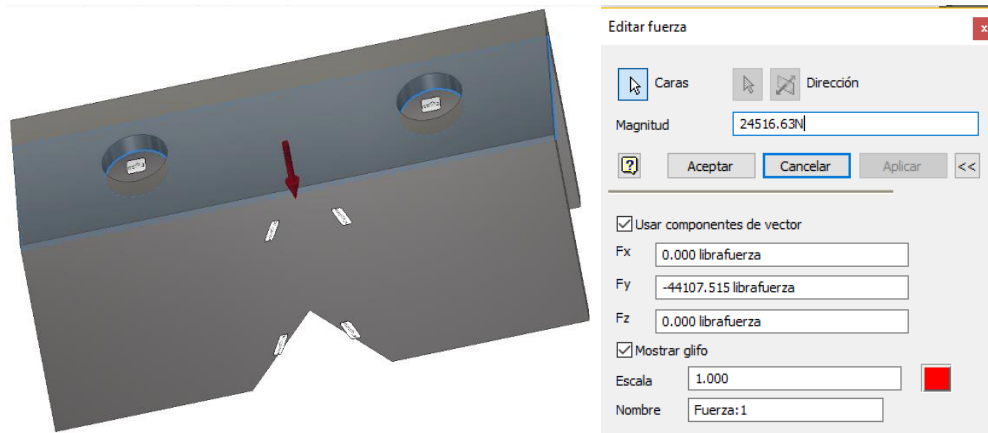 Editar fuerza
x
Caras
Dirección
Magnitud
24516.63N
?
Aceptar
Cancelar
Aplicar
<<
Usar componentes de vector
Fx
0.000 librafuerza
Fy
-44107.515 librafuerza
Fz
0.000 librafuerza
Mostrar glifo
Escala
1.000
Nombre
Fuerza:1